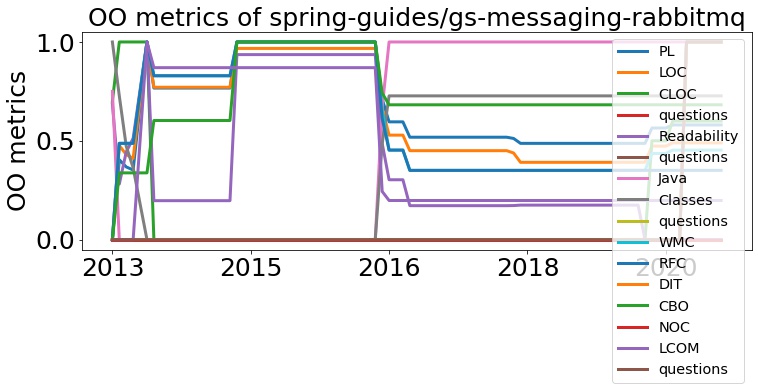 OO metrics of spring-guides/gs-messaging-rabbitmq
OO metrics
1.0
0.5
0.0
2013
2015
2016
2018
2020
PL
LOC
CLOC
questions
Readability
questions
Java
Classes
questions
WMC
RFC
DIT
CBO
NOC
LCOM
questions